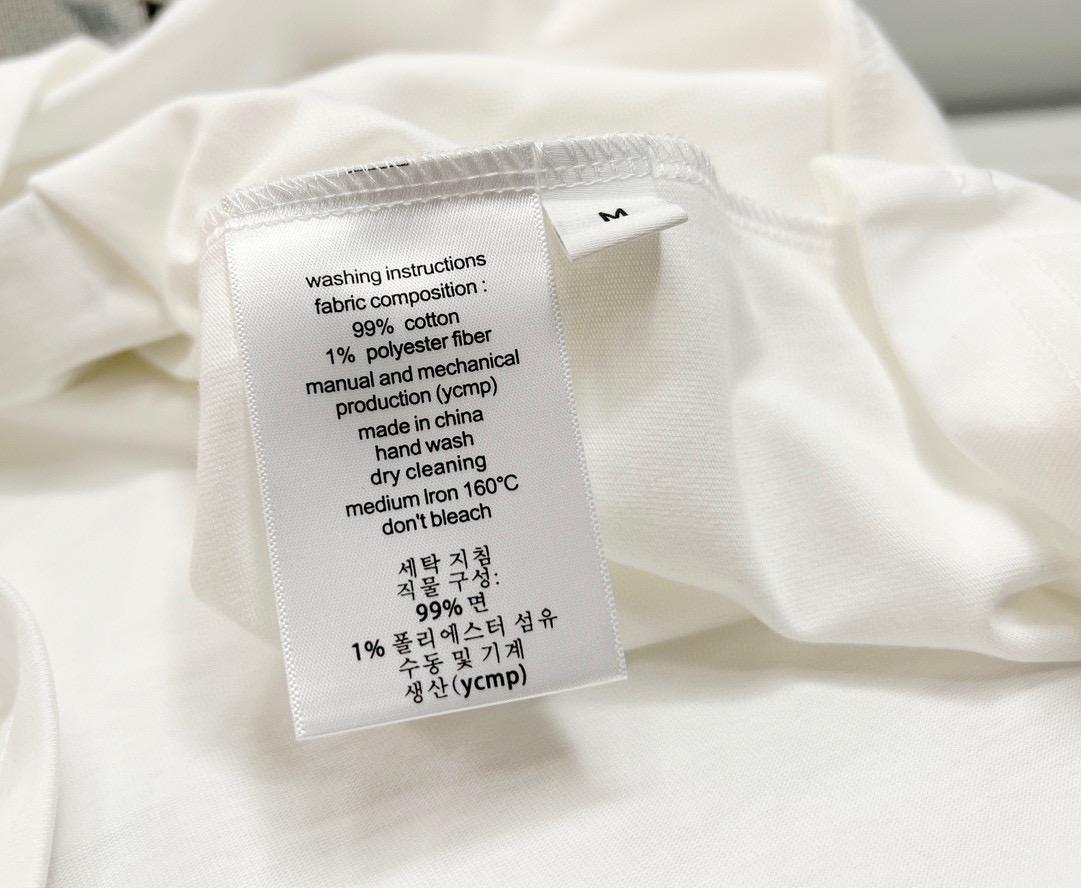 washing instructions
fabric composition :
99% cotton
1% polyester fiber
manual and mechanical
production (ycmp)
made in china
hand wash
dry cleaning
medium Iron 160°C
don't bleach
세탁 지침
직물 구성:
99% 면
1% 폴리에스터 섬유
수동 및 기계
생산(ycmp)
M